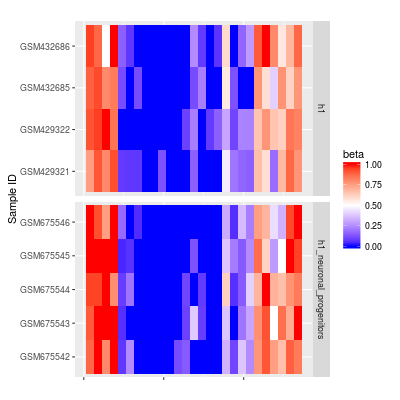 Sample ID
GSM432686
GSM432685
GSM429322
GSM429321
h1
GSM675546
GSM675545
GSM675544
GSM675543
GSM675542
h1_neuronal_progenitors
beta
1.00
0.75
0.50
0.25
0.00